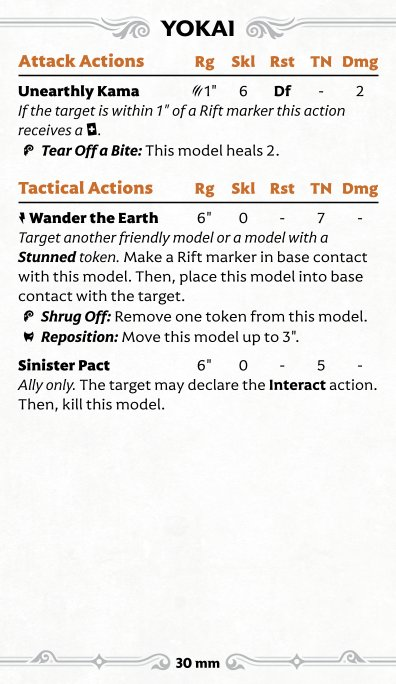 YOKAI
Attack Actions Rg Skl Rst TN Dmg
Unearthly Kama 1" 6 Df - 2
If the target is within 1" of a Rift marker this action
receives a .
Tear Off a Bite: This model heals 2.
Tactical Actions Rg Skl Rst TN Dmg
Wander the Earth 6" 0 - 7 -
Target another friendly model or a model with a
Stunned token. Make a Rift marker in base contact
with this model. Then, place this model into base
contact with the target.
Shrug Off: Remove one token from this model.
Reposition: Move this model up to 3".
Sinister Pact 6" 0 - 5 -
Ally only. The target may declare the Interact action.
Then, kill this model.
30 mm